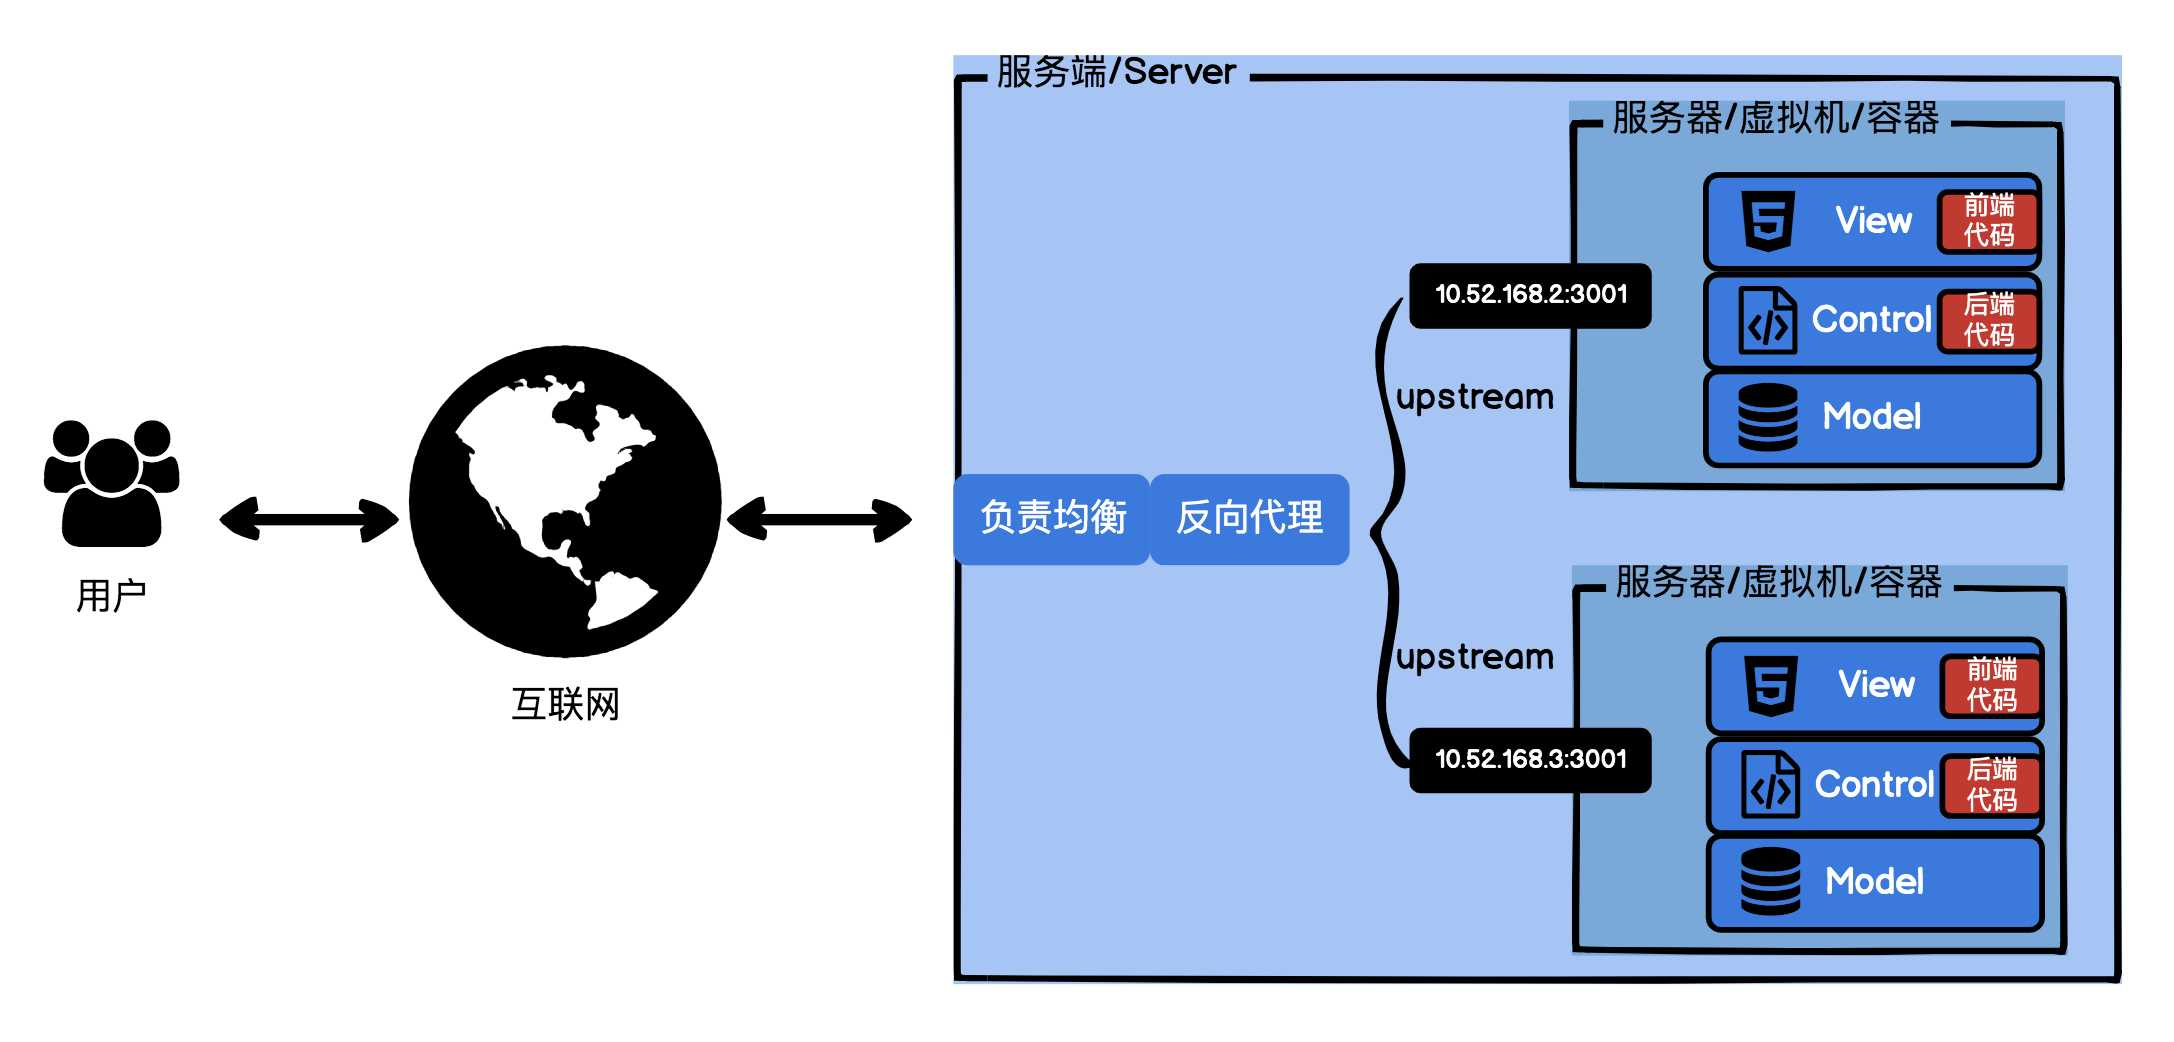 用户
互联网
服务端/Server
负责均衡
反向代理
upstream
upstream
服务器/虚拟机/容器
10.52.168.2:3001
View
前端
代码
Control
后端
代码
Model
服务器/虚拟机/容器
10.52.168.3:3001
View
前端
代码
Control
后端
代码
Model